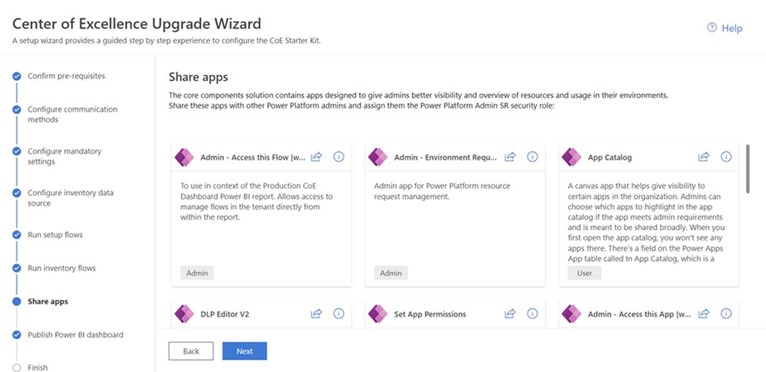 Center of Excellence Upgrade Wizard
A setup wizard provides a guided step by step experience to configure the CoE Starter Kit.
Help
Confirm pre-requisites
Configure communication
methods
Configure mandatory
settings
Configure inventory data
source
Run setup flows
Run inventory flows
Share apps
Publish Power BI dashboard
Finish
Share apps
The core components solution contains apps designed to give admins better visibility and overview of resources and usage in their environments.
Share these apps with other Power Platform admins and assign them the Power Platform Admin SR security role:
Admin - Access this Flow [w...
To use in context of the Production CoE
Dashboard Power BI report. Allows access to
manage flows in the tenant directly from
within the report.
Admin
Admin - Environment Requ...
Admin app for Power Platform resource
request management.
Admin
App Catalog
A canvas app that helps give visibility to
certain apps in the organization. Admins can
choose which apps to highlight in the app
catalog if the app meets admin requirements
and is meant to be shared broadly. When you
first open the app catalog, you won't see any
apps there. There's a field on the Power Apps
App table called In App Catalog, which is a
User
DLP Editor V2
Set App Permissions
Admin - Access this App [w...
Back
Next